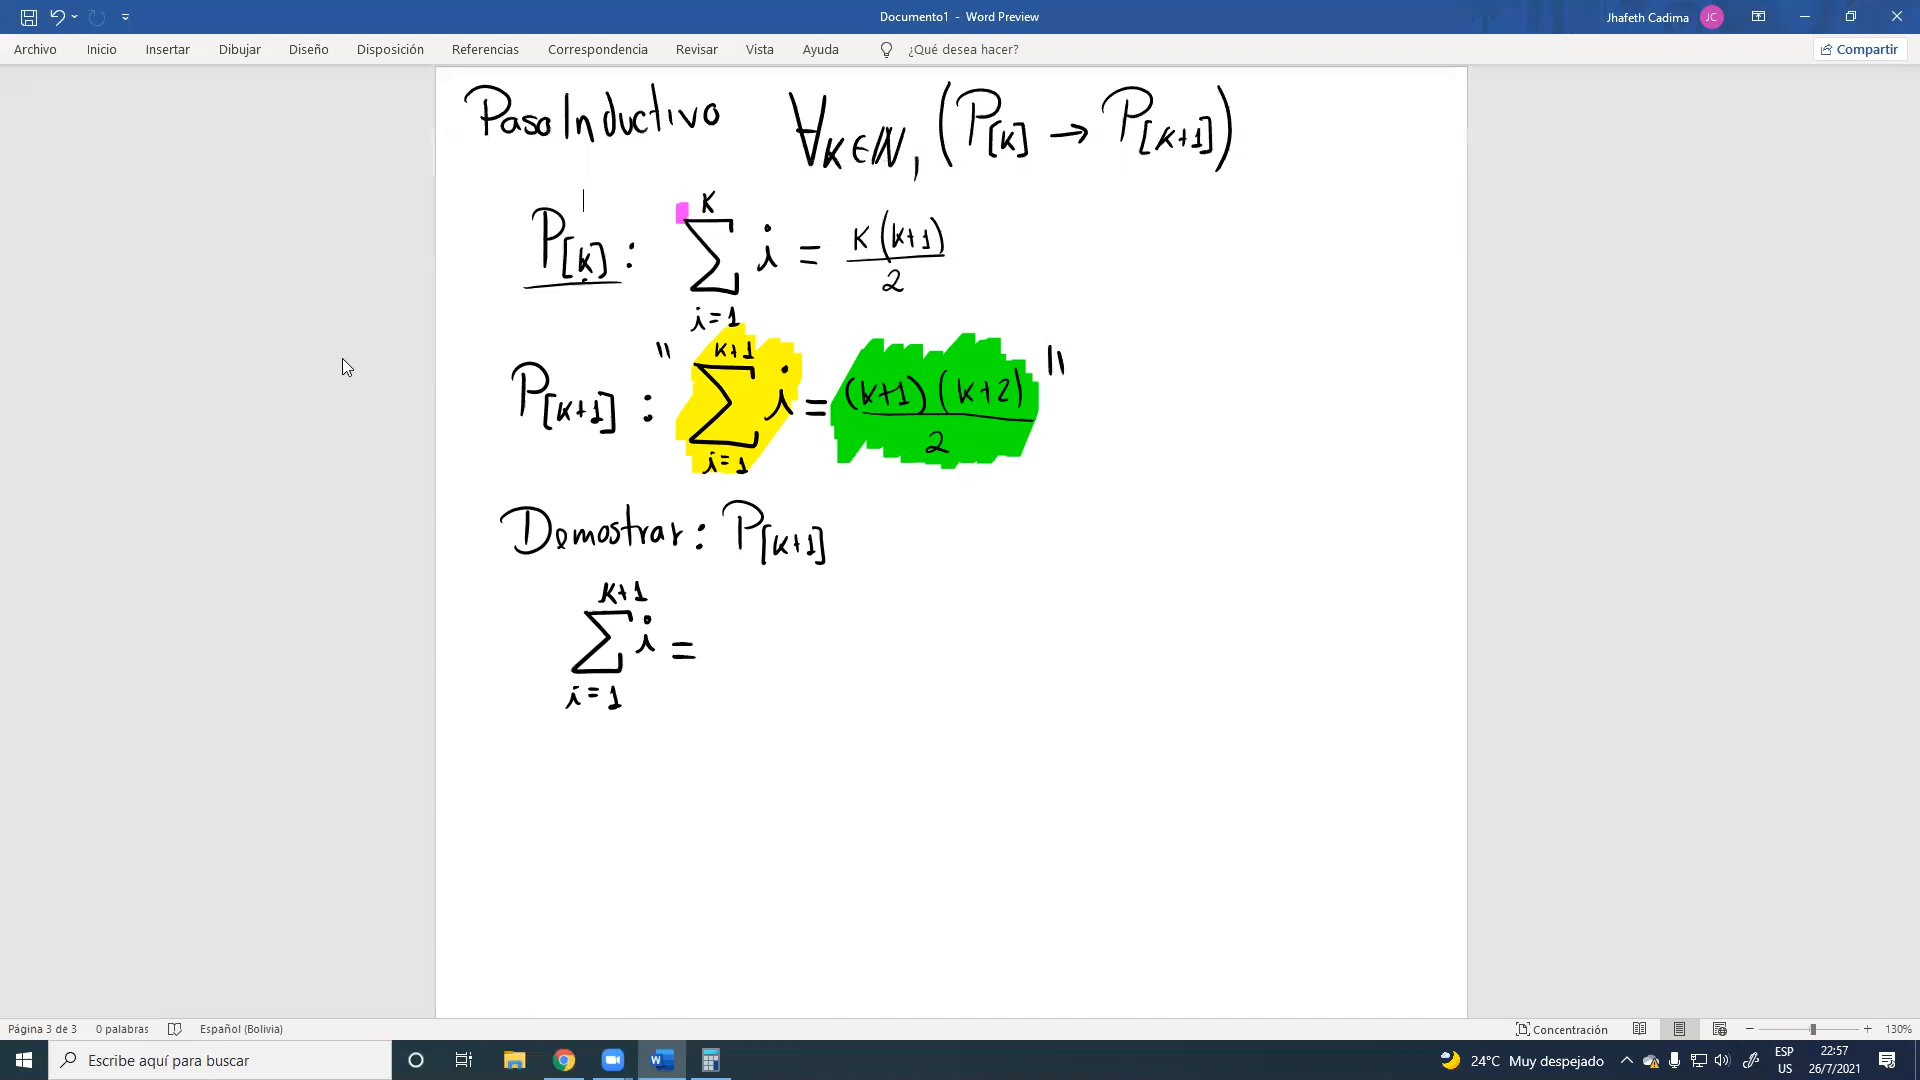 Documento1 - Word Preview
Jhafeth Cadima JC
Archivo Inicio Insertar Dibujar Diseño Disposición Referencias Correspondencia Revisar Vista Ayuda ¿Qué desea hacer? Compartir
Paso Inductivo ∀K∈ℕ, (P[K] → P[K+1])
K
P[K] : ∑ i = K(K+1)
2
i=1
" K+1
P[K+1] : ∑ i = (K+1)(K+2) "
2
i=1
Demostrar: P[K+1]
K+1
∑ i =
i=1
Página 3 de 3 0 palabras Español (Bolivia) Concentración 130%
Escribe aquí para buscar
24°C Muy despejado
ESP
US
22:57
26/7/2021